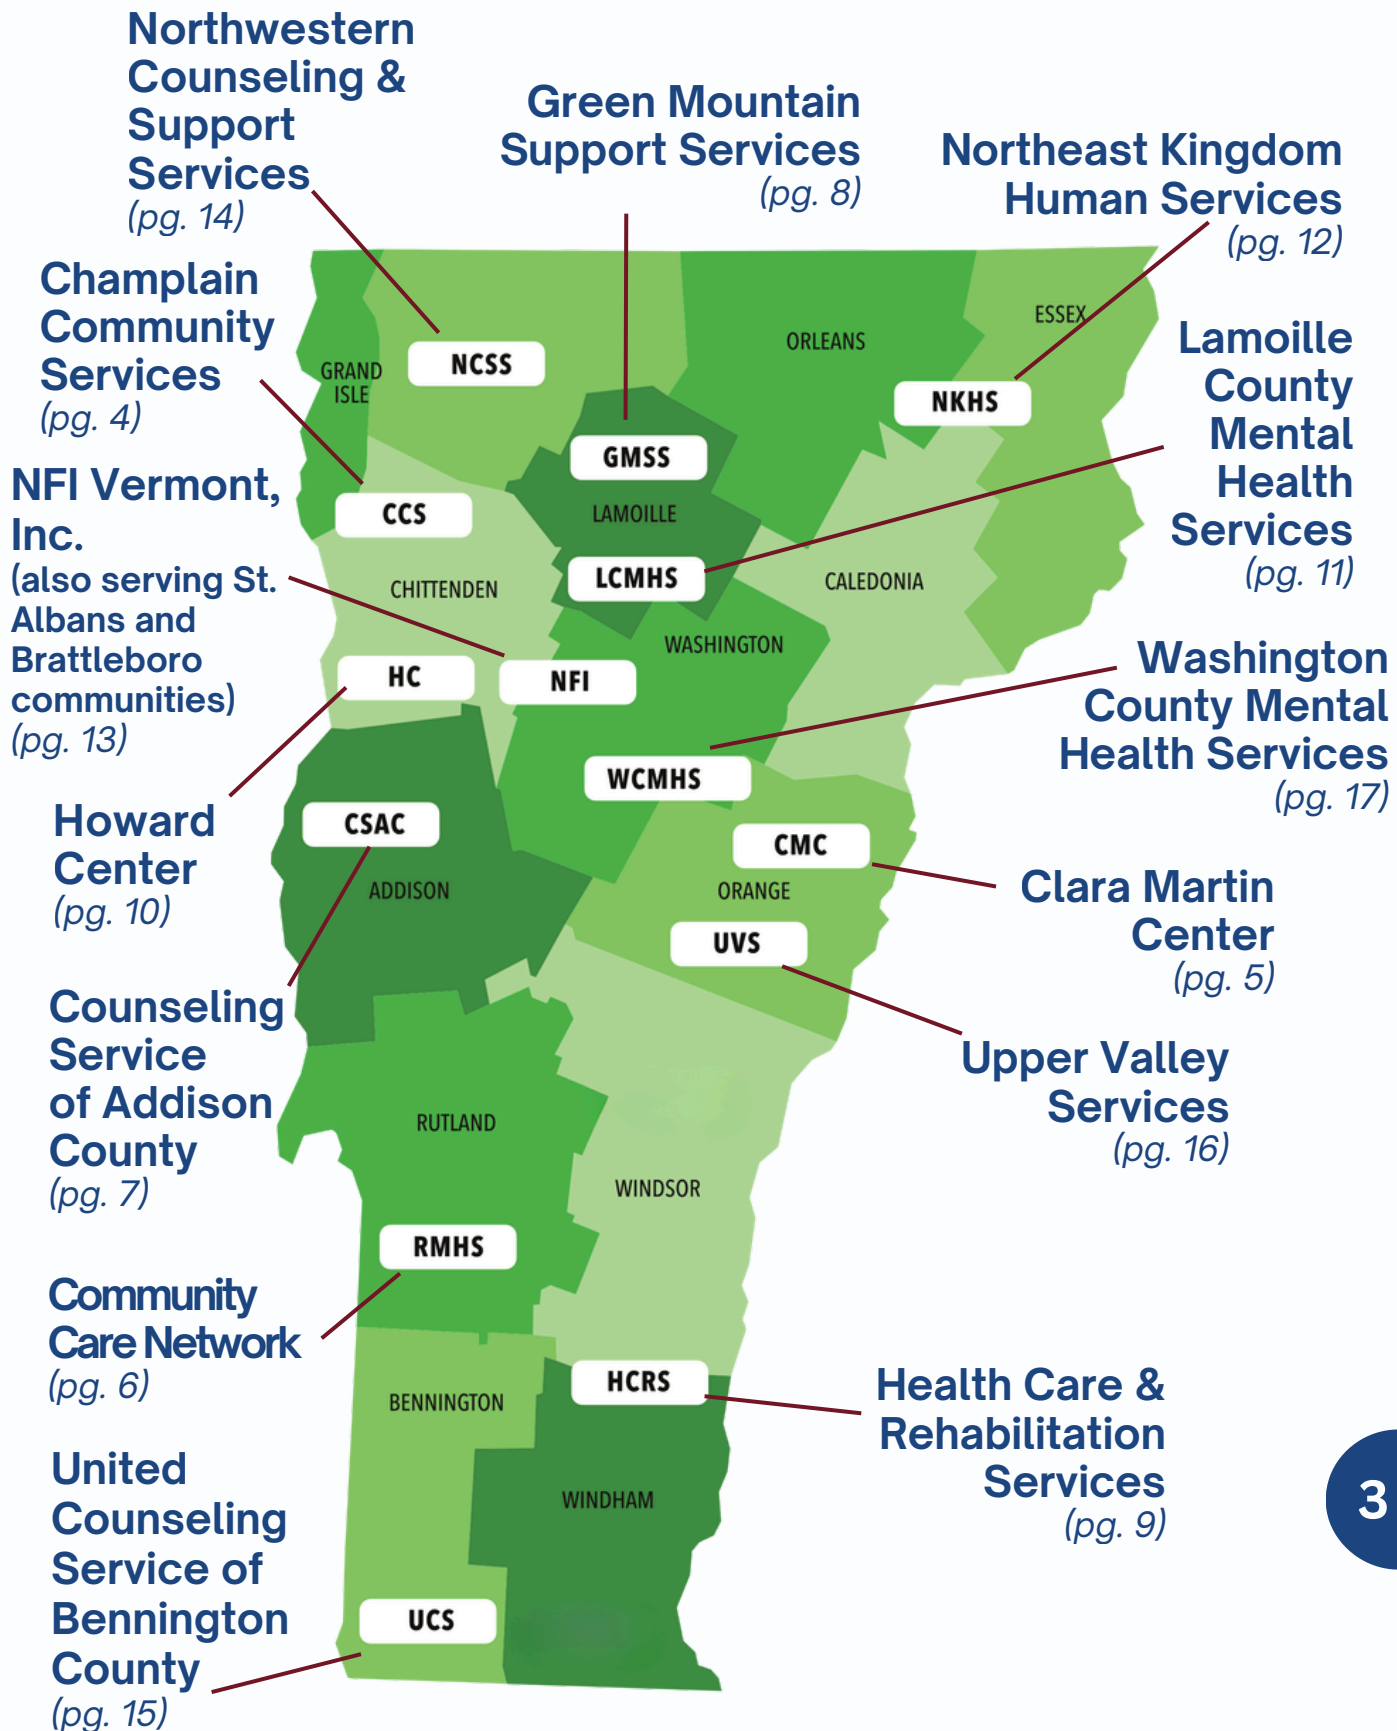 Northwestern
Counseling &
Support
Services
(pg. 14)
Green Mountain
Support Services
(pg. 8)
Northeast Kingdom
Human Services
(pg. 12)
Champlain
Community
Services
(pg. 4)
Lamoille
County
Mental
Health
Services
(pg. 11)
NFI Vermont,
Inc.
(also serving St.
Albans and
Brattleboro
communities)
(pg. 13)
Washington
County Mental
Health Services
(pg. 17)
Howard
Center
(pg. 10)
Clara Martin
Center
(pg. 5)
Counseling
Service
of Addison
County
(pg. 7)
Upper Valley
Services
(pg. 16)
Community
Care Network
(pg. 6)
Health Care &
Rehabilitation
Services
(pg. 9)
United
Counseling
Service of
Bennington
County
(pg. 15)
ESSEX
ORLEANS
GRAND
ISLE
NCSS
NKHS
GMSS
CCS
LAMOILLE
LCMHS
CHITTENDEN
CALEDONIA
WASHINGTON
HC
NFI
WCMHS
CSAC
CMC
ADDISON
ORANGE
UVS
RUTLAND
WINDSOR
RMHS
HCRS
BENNINGTON
WINDHAM
UCS
3